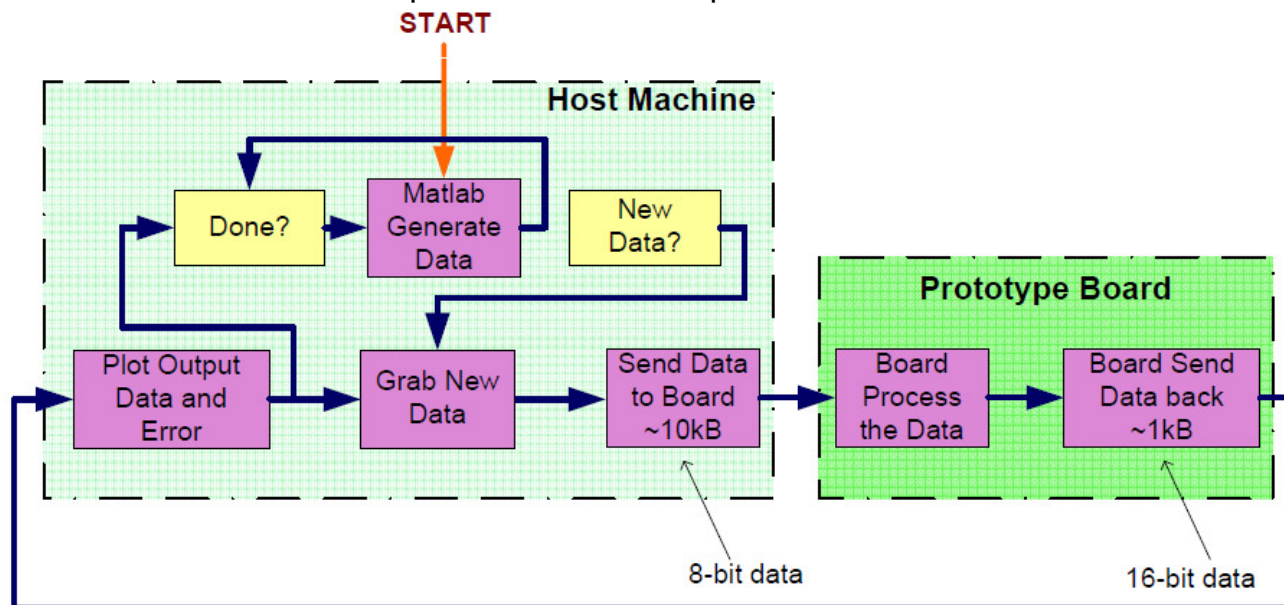 START
Host Machine
Done?
Matlab
Generate
Data
New
Data?
Prototype Board
Plot Output
Data and
Error
Grab New
Data
Send Data
to Board
~10kB
Board
Process
the Data
Board Send
Data back
~1kB
8-bit data
16-bit data